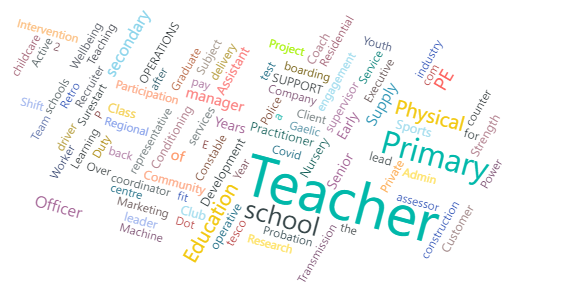 Intervention
childcare
Active
2
Wellbeing
Teaching
secondary
OPERATIONS
after
Graduate
Subject
delivery
pay
Assistant
manager
Project
test
boarding
SUPPORT
Company
Coach
Residential
engagement
Youth
Service
Executive
industry
com
PE
Shift
Team
schools
Retro
Recruiter
Surestart
Participation
Class
P
Regional
representative
Conditioning
services
Years
Police
a
Client
Gaelic
Practitioner
supervisor
Early
Supply
Physical
Sports
counter
for
Strength
Worker
driver
Learning
Duty
back
of
E
Constable
Development
Year
Covid
Nursery
Senior
lead
Primary
Private
Admin
Power
Over
coordinator
centre
fit
Community
Teacher
assessor
Officer
Marketing
leader
Machine
Club
Dot
Education
operative
tesco
school
Research
Probation
the
Transmission
construction
Customer